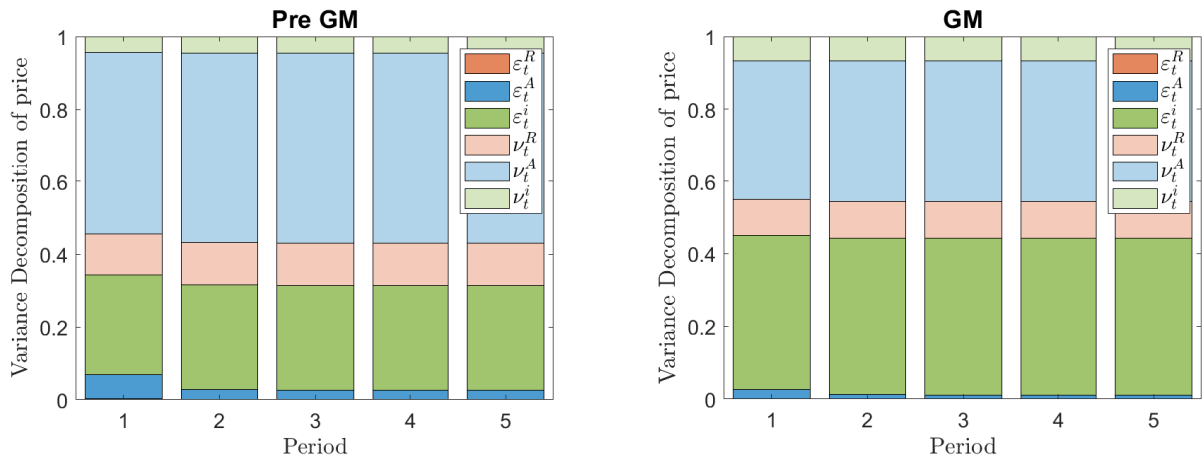 Pre GM
Variance Decomposition of price
1
0.8
0.6
0.4
0.2
0
1
2
3
4
5
Period
ε_t^R
ε_t^A
ε_t^i
ν_t^R
ν_t^A
ν_t^i
GM
Variance Decomposition of price
1
0.8
0.6
0.4
0.2
0
1
2
3
4
5
Period
ε_t^R
ε_t^A
ε_t^i
ν_t^R
ν_t^A
ν_t^i